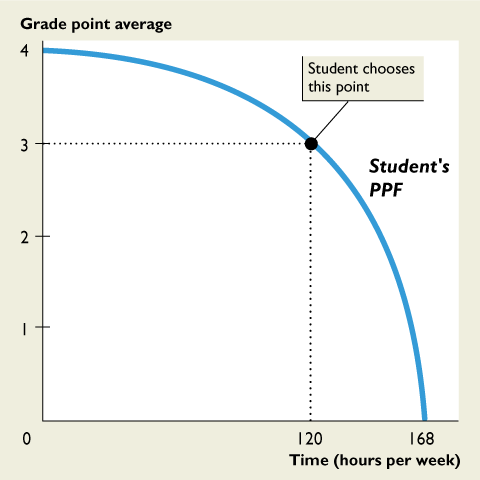 Grade point average
4
Student chooses
this point
3
Student's
PPF
2
1
0 120 168
Time (hours per week)